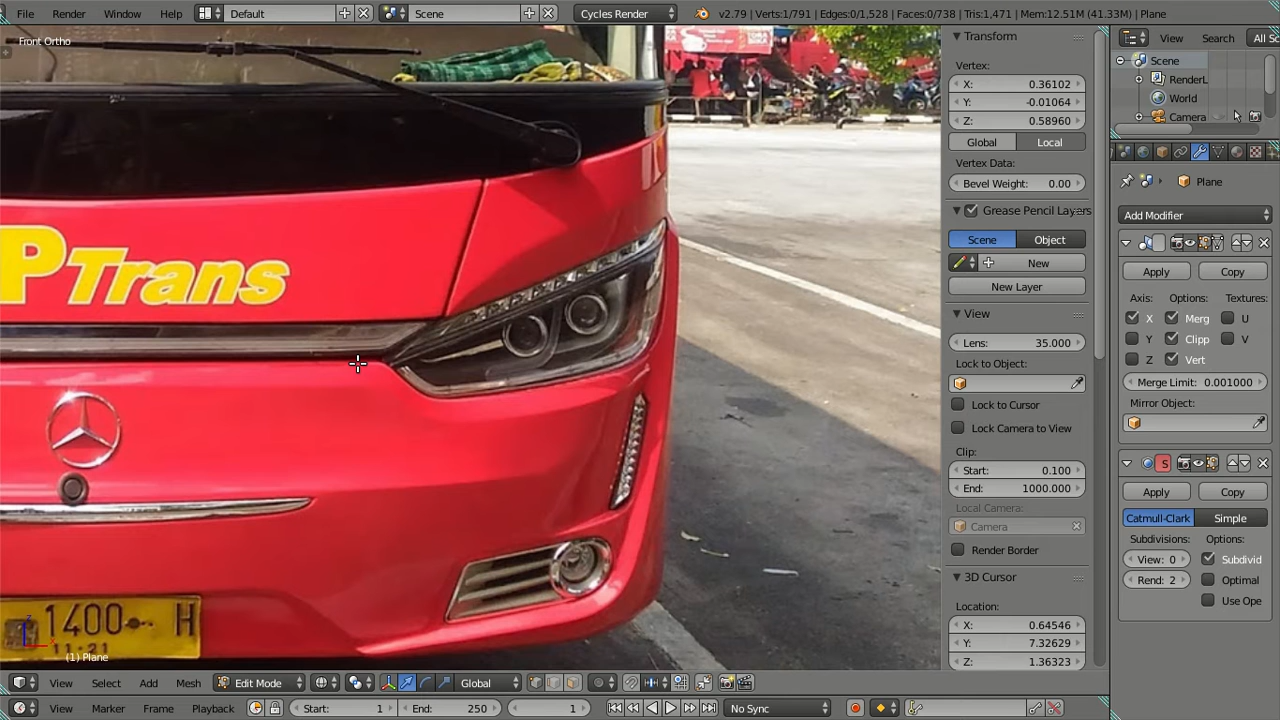 File Render Window Help Default Scene Cycles Render v2.79 | Verts:1/791 | Edges:0/1,528 | Faces:0/738 | Tris:1,471 | Mem:12.51M (41.33M) | Plane
Front Ortho
Transform
Vertex:
X: 0.36102
Y: -0.01064
Z: 0.58960
Global Local
Vertex Data:
Bevel Weight: 0.00
Grease Pencil Layers
Scene Object
New
New Layer
View
Lens: 35.000
Lock to Object:
Lock to Cursor
Lock Camera to View
Clip:
Start: 0.100
End: 1000.000
Local Camera:
Camera
Render Border
3D Cursor
Location:
X: 0.64546
Y: 7.32629
Z: 1.36323
View Search All Sc
Scene
RenderL
World
Camera
Plane
Add Modifier
Apply Copy
Axis: Options: Textures:
X Merg U
Y Clipp V
Z Vert
Merge Limit: 0.001000
Mirror Object:
S
Apply Copy
Catmull-Clark Simple
Subdivisions: Options:
View: 0 Subdivid
Rend: 2 Optimal
Use Ope
PTrans
1400 H
11·21
(1) Plane
View Select Add Mesh Edit Mode Global
View Marker Frame Playback Start: 1 End: 250 1 No Sync